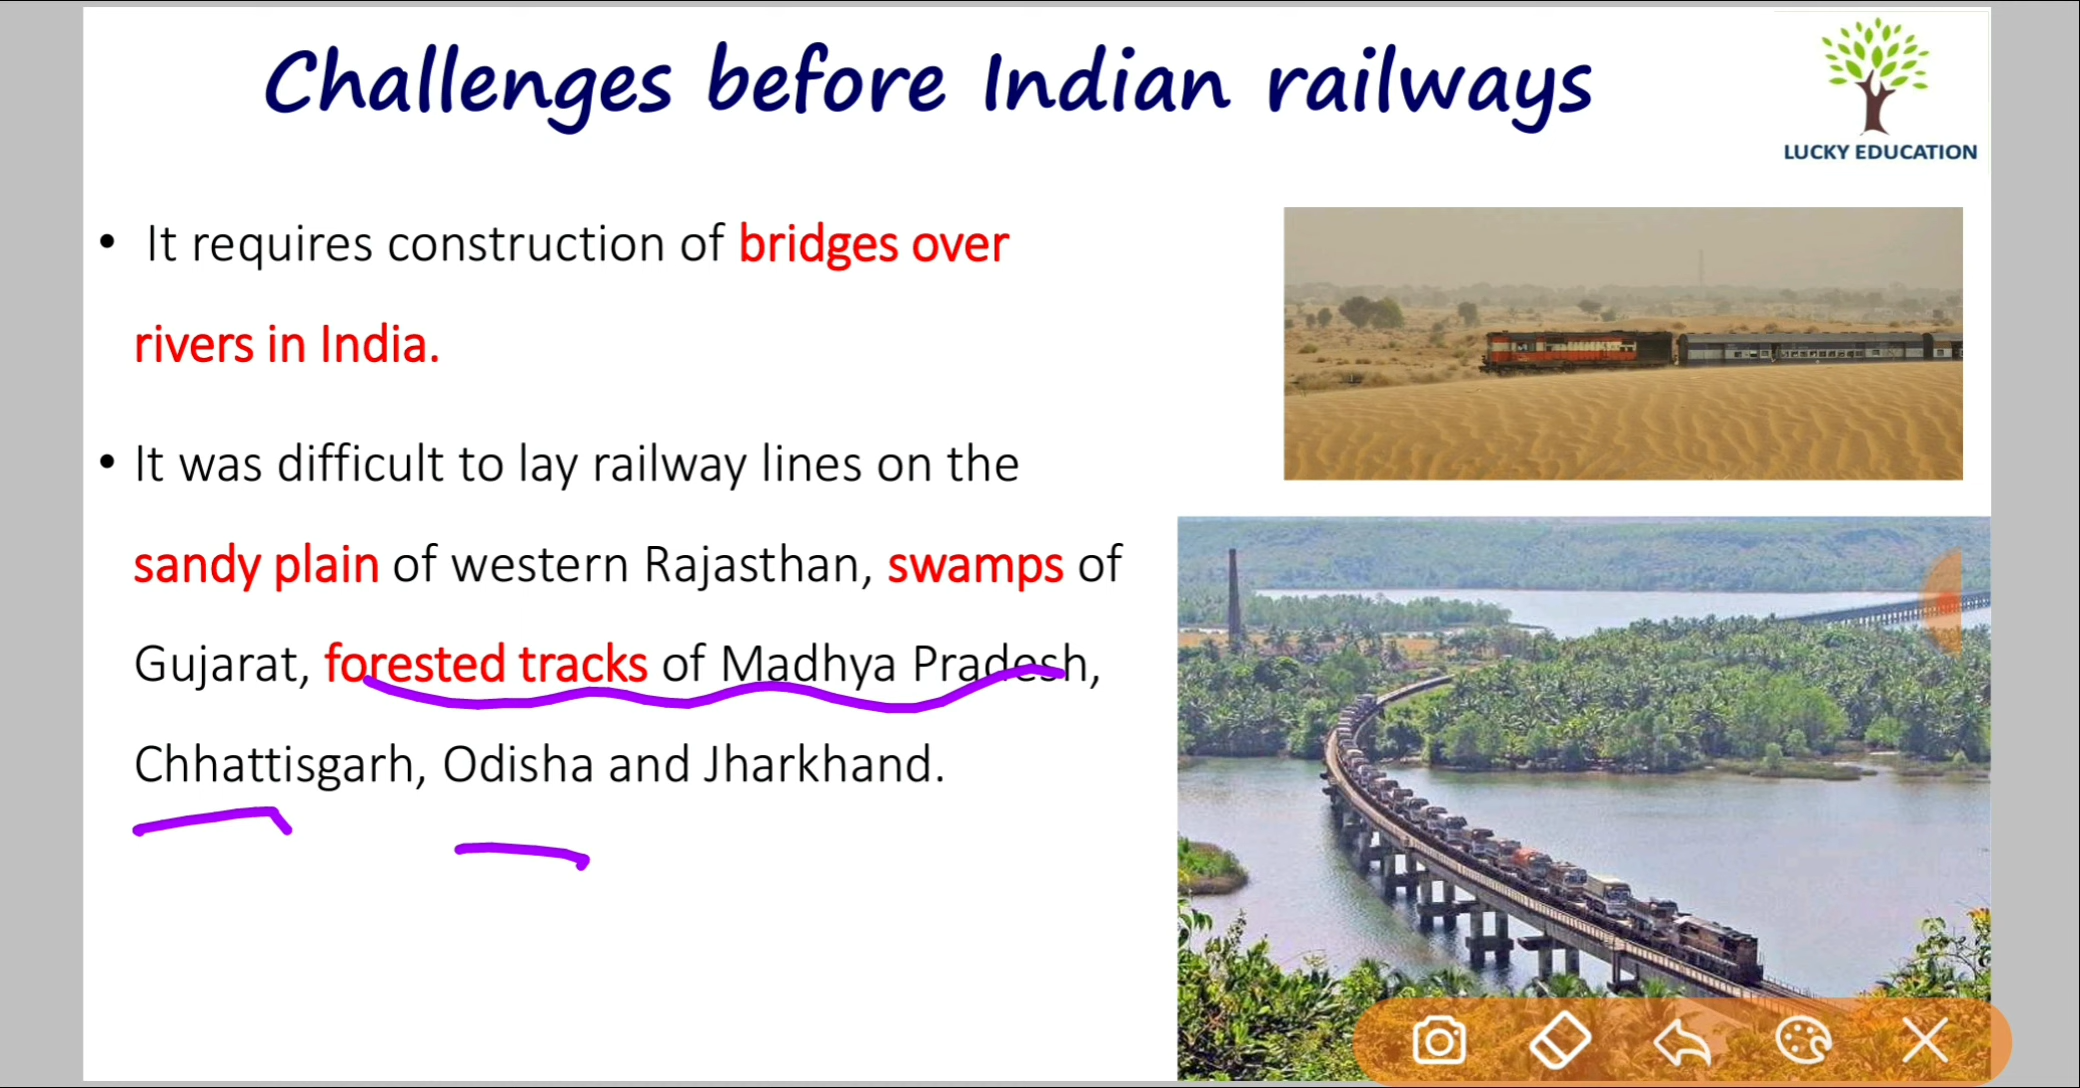 Challenges before Indian railways
LUCKY EDUCATION
• It requires construction of bridges over
rivers in India.
• It was difficult to lay railway lines on the
sandy plain of western Rajasthan, swamps of
Gujarat, forested tracks of Madhya Pradesh,
Chhattisgarh, Odisha and Jharkhand.